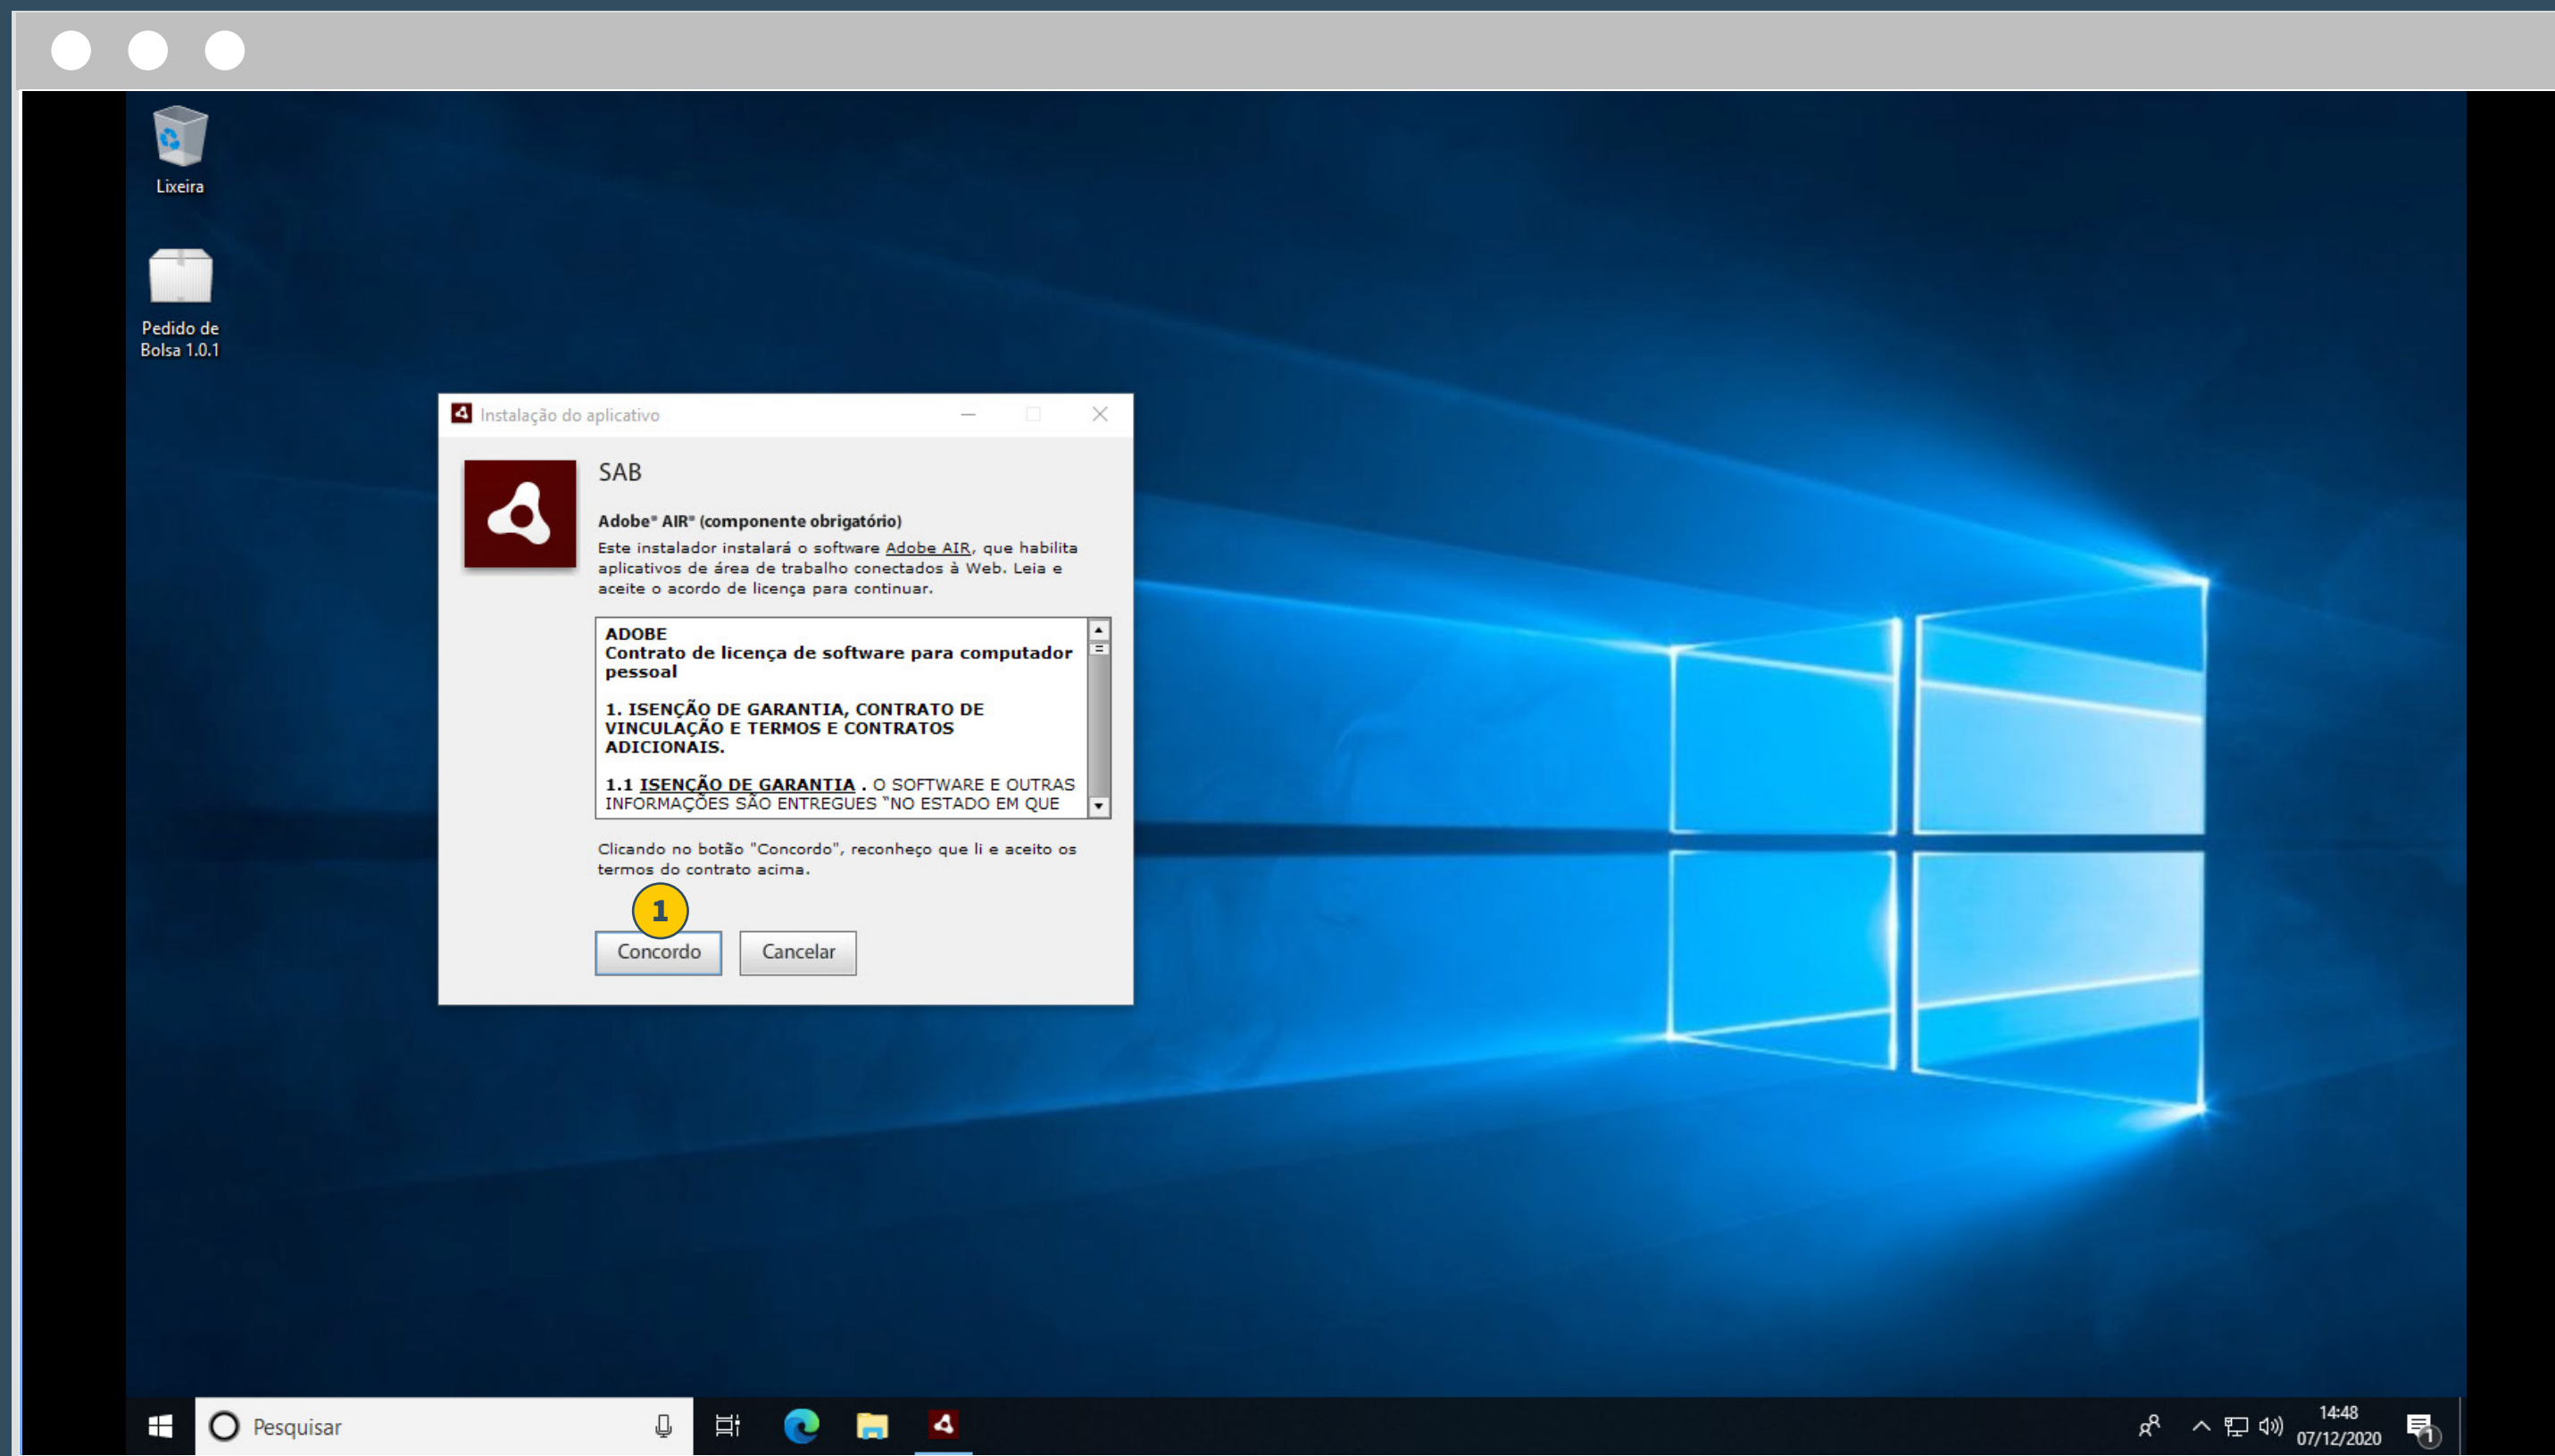 Lixeira
Pedido de
Bolsa 1.0.1
Instalação do aplicativo
SAB
Adobe® AIR® (componente obrigatório)
Este instalador instalará o software Adobe AIR, que habilita
aplicativos de área de trabalho conectados à Web. Leia e
aceite o acordo de licença para continuar.
ADOBE
Contrato de licença de software para computador
pessoal
1. ISENÇÃO DE GARANTIA, CONTRATO DE
VINCULAÇÃO E TERMOS E CONTRATOS
ADICIONAIS.
1.1 ISENÇÃO DE GARANTIA . O SOFTWARE E OUTRAS
INFORMAÇÕES SÃO ENTREGUES “NO ESTADO EM QUE
Clicando no botão "Concordo", reconheço que li e aceito os
termos do contrato acima.
1
Concordo
Cancelar
Pesquisar
14:48
07/12/2020
1